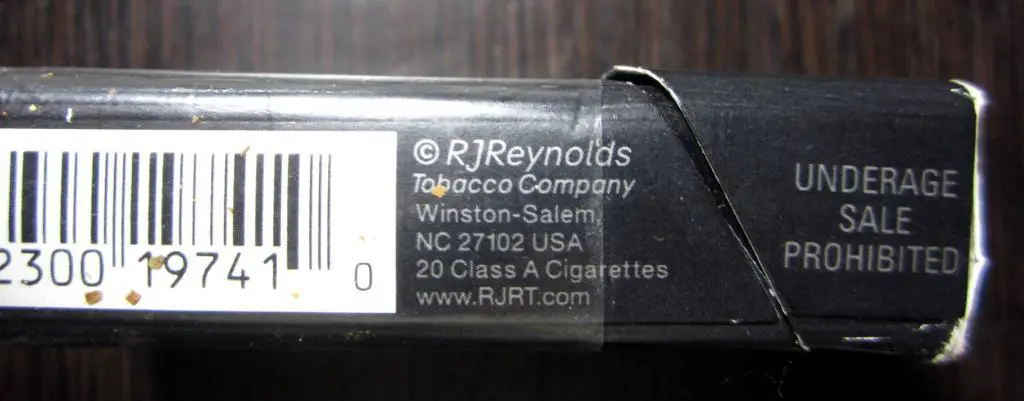 2300 19741 0
© RJReynolds
Tobacco Company
Winston-Salem,
NC 27102 USA
20 Class A Cigarettes
www.RJRT.com
UNDERAGE
SALE
PROHIBITED